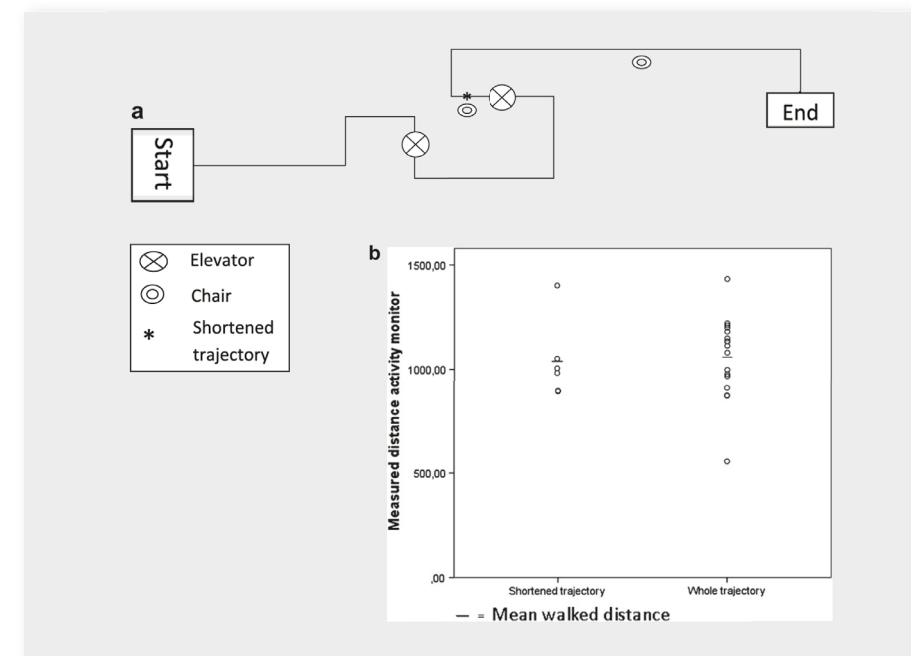 a
Start
End
Elevator
Chair
* Shortened
trajectory
*
b
Measured distance activity monitor
1500,00
1000,00
500,00
,00
Shortened trajectory
Whole trajectory
— = Mean walked distance